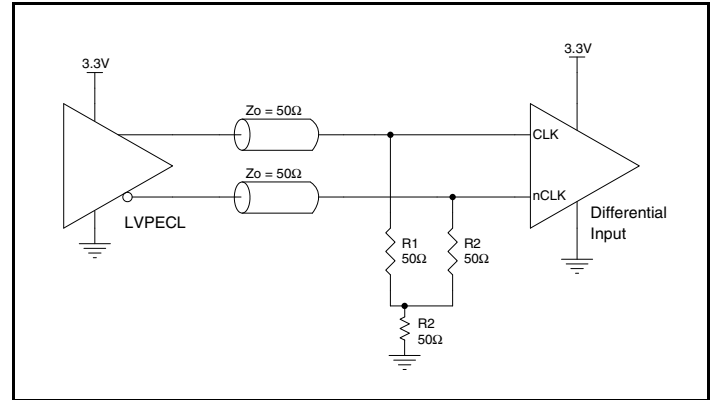 3.3V
3.3V
Zo = 50Ω
CLK
Zo = 50Ω
nCLK
LVPECL
Differential
Input
R1
50Ω
R2
50Ω
R2
50Ω